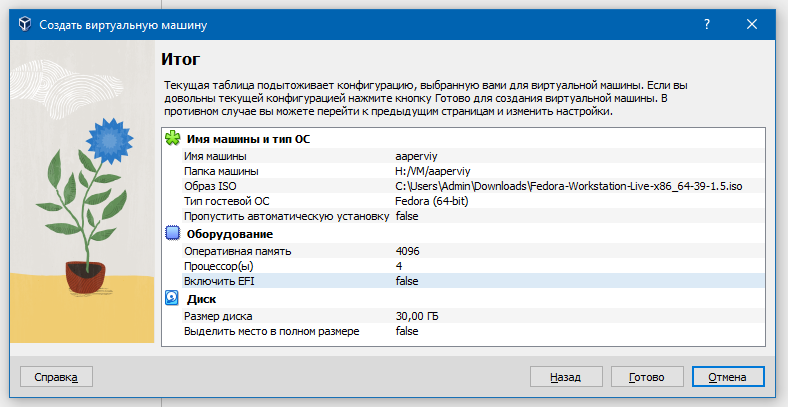 Создать виртуальную машину
Итог
Текущая таблица подытоживает конфигурацию, выбранную вами для виртуальной машины. Если вы
довольны текущей конфигурацией нажмите кнопку Готово для создания виртуальной машины. В
противном случае вы можете перейти к предыдущим страницам и изменить настройки.
Имя машины и тип ОС
Имя машины aaperviy
Папка машины H:/VM/aaperviy
Образ ISO C:\Users\Admin\Downloads\Fedora-Workstation-Live-x86_64-39-1.5.iso
Тип гостевой ОС Fedora (64-bit)
Пропустить автоматическую установку false
Оборудование
Оперативная память 4096
Процессор(ы) 4
Включить EFI false
Диск
Размер диска 30,00 ГБ
Выделить место в полном размере false
Справка Назад Готово Отмена